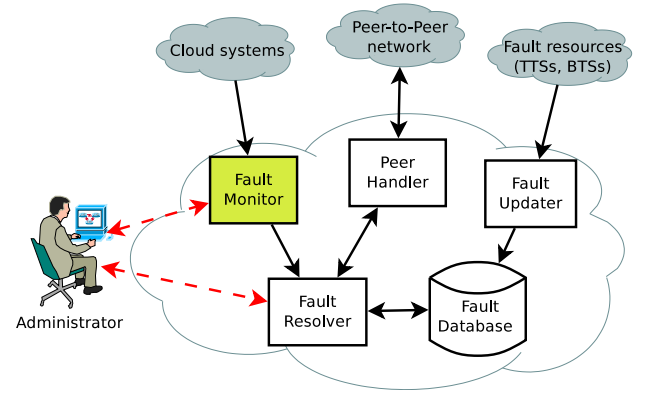 Cloud systems
Peer-to-Peer
network
Fault resources
(TTSs, BTSs)
Fault
Monitor
Peer
Handler
Fault
Updater
Administrator
Fault
Resolver
Fault
Database